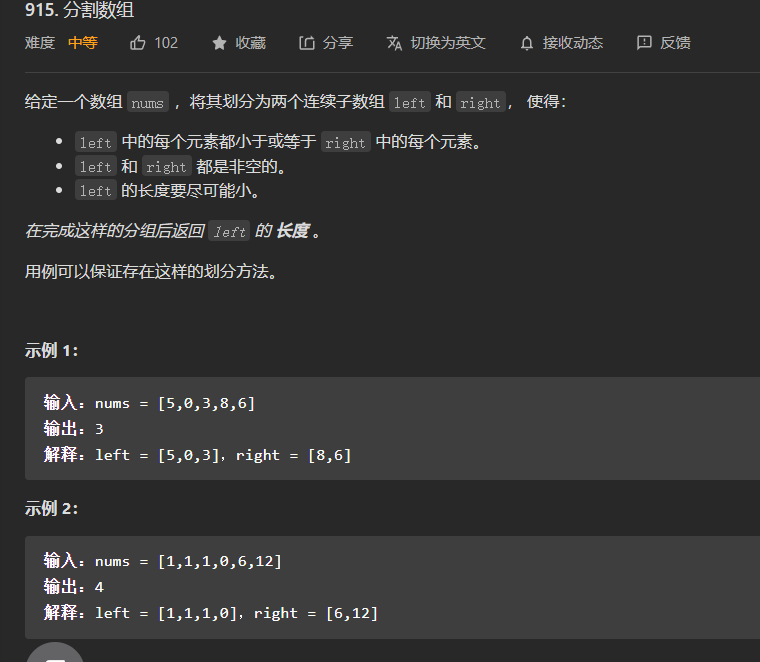 915. 分割数组
难度 中等 102 收藏 分享 切换为英文 接收动态 反馈
给定一个数组 nums ，将其划分为两个连续子数组 left 和 right， 使得：
left 中的每个元素都小于或等于 right 中的每个元素。
left 和 right 都是非空的。
left 的长度要尽可能小。
在完成这样的分组后返回 left 的 长度 。
用例可以保证存在这样的划分方法。
示例 1：
输入：nums = [5,0,3,8,6]
输出：3
解释：left = [5,0,3]，right = [8,6]
示例 2：
输入：nums = [1,1,1,0,6,12]
输出：4
解释：left = [1,1,1,0]，right = [6,12]